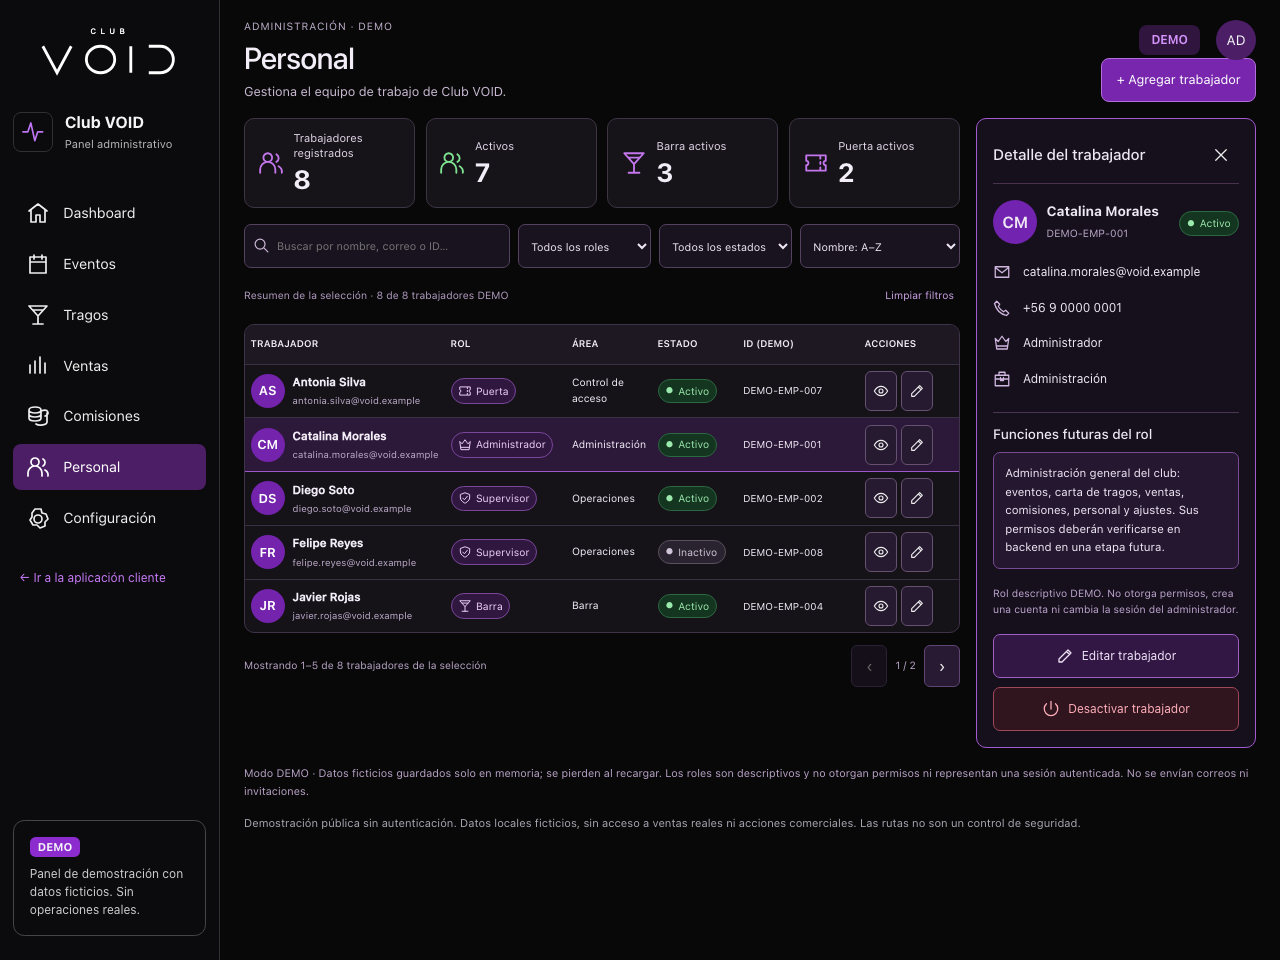 CLUB
VOID
Club VOID
Panel administrativo
Dashboard
Eventos
Tragos
Ventas
Comisiones
Personal
Configuración
← Ir a la aplicación cliente
DEMO
Panel de demostración con
datos ficticios. Sin
operaciones reales.
ADMINISTRACIÓN · DEMO
Personal
Gestiona el equipo de trabajo de Club VOID.
DEMO
AD
+ Agregar trabajador
Trabajadores
registrados
8
Activos
7
Barra activos
3
Puerta activos
2
Buscar por nombre, correo o ID...
Todos los roles
Todos los estados
Nombre: A–Z
Resumen de la selección · 8 de 8 trabajadores DEMO
Limpiar filtros
TRABAJADOR ROL ÁREA ESTADO ID (DEMO) ACCIONES
AS Antonia Silva
antonia.silva@void.example
Puerta
Control de
acceso
Activo
DEMO-EMP-007
CM Catalina Morales
catalina.morales@void.example
Administrador
Administración
Activo
DEMO-EMP-001
DS Diego Soto
diego.soto@void.example
Supervisor
Operaciones
Activo
DEMO-EMP-002
FR Felipe Reyes
felipe.reyes@void.example
Supervisor
Operaciones
Inactivo
DEMO-EMP-008
JR Javier Rojas
javier.rojas@void.example
Barra
Barra
Activo
DEMO-EMP-004
Mostrando 1–5 de 8 trabajadores de la selección
‹ 1 / 2 ›
Detalle del trabajador
CM Catalina Morales
DEMO-EMP-001
Activo
catalina.morales@void.example
+56 9 0000 0001
Administrador
Administración
Funciones futuras del rol
Administración general del club:
eventos, carta de tragos, ventas,
comisiones, personal y ajustes. Sus
permisos deberán verificarse en
backend en una etapa futura.
Rol descriptivo DEMO. No otorga permisos, crea
una cuenta ni cambia la sesión del administrador.
Editar trabajador
Desactivar trabajador
Modo DEMO · Datos ficticios guardados solo en memoria; se pierden al recargar. Los roles son descriptivos y no otorgan permisos ni representan una sesión autenticada. No se envían correos ni
invitaciones.
Demostración pública sin autenticación. Datos locales ficticios, sin acceso a ventas reales ni acciones comerciales. Las rutas no son un control de seguridad.